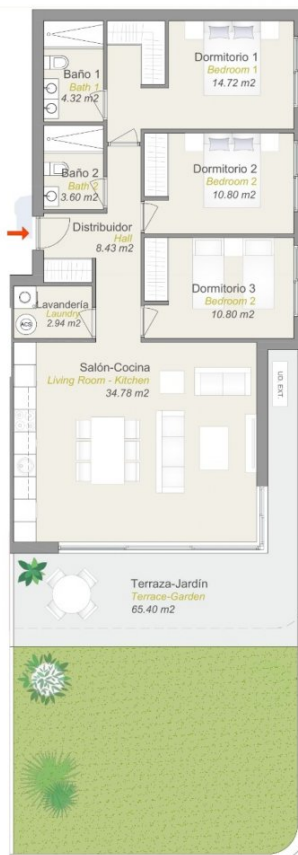 Baño 1
Bath 1
4.32 m2
Dormitorio 1
Bedroom 1
14.72 m2
Baño 2
Bath 2
3.60 m2
Dormitorio 2
Bedroom 2
10.80 m2
Distribuidor
Hall
8.43 m2
Dormitorio 3
Bedroom 2
10.80 m2
Lavandería
Laundry
2.94 m2
ACS
Salón-Cocina
Living Room - Kitchen
34.78 m2
UD. EXT.
Terraza-Jardín
Terrace-Garden
65.40 m2